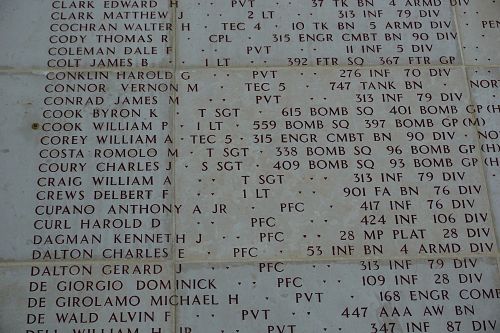 CLARK EDWARD H · PVT · 37 TK BN 4 ARMD DIV
CLARK MATTHEW J · 2 LT · 313 INF 79 DIV
COCHRAN WALTER H · TEC 4 · 10 TK BN 5 ARMD DIV
CODY THOMAS R · CPL · 315 ENGR CMBT BN 90 DIV
COLEMAN DALE F · PVT · 11 INF 5 DIV
COLT JAMES B · 1 LT · 392 FTR SQ 367 FTR GP
CONKLIN HAROLD G · PVT · 276 INF 70 DIV
CONNOR VERNON M · TEC 5 · 747 TANK BN
CONRAD JAMES M · PVT · 313 INF 79 DIV
COOK BYRON K · T SGT · 615 BOMB SQ 401 BOMB GP (H)
COOK WILLIAM P · 1 LT · 559 BOMB SQ 397 BOMB GP (M)
COREY WILLIAM A · TEC 5 · 315 ENGR CMBT BN 90 DIV
COSTA ROMOLO M · T SGT · 338 BOMB SQ 96 BOMB GP (H)
COURY CHARLES J · S SGT · 409 BOMB SQ 93 BOMB GP (H)
CRAIG WILLIAM A · T SGT · 313 INF 79 DIV
CREWS DELBERT F · 1 LT · 901 FA BN 76 DIV
CUPANO ANTHONY A JR · PFC · 417 INF 76 DIV
CURL HAROLD D · PFC · 424 INF 106 DIV
DAGMAN KENNETH J · PFC · 28 MP PLAT 28 DIV
DALTON CHARLES E · PFC · 53 INF BN 4 ARMD DIV
DALTON GERARD J · PFC · 313 INF 79 DIV
DE GIORGIO DOMINICK · PFC · 109 INF 28 DIV
DE GIROLAMO MICHAEL H · PVT · 168 ENGR
DE WALD ALVIN F · PVT · 447 AAA AW BN
DELL WILLIAM H JR · PVT · 347 INF 87